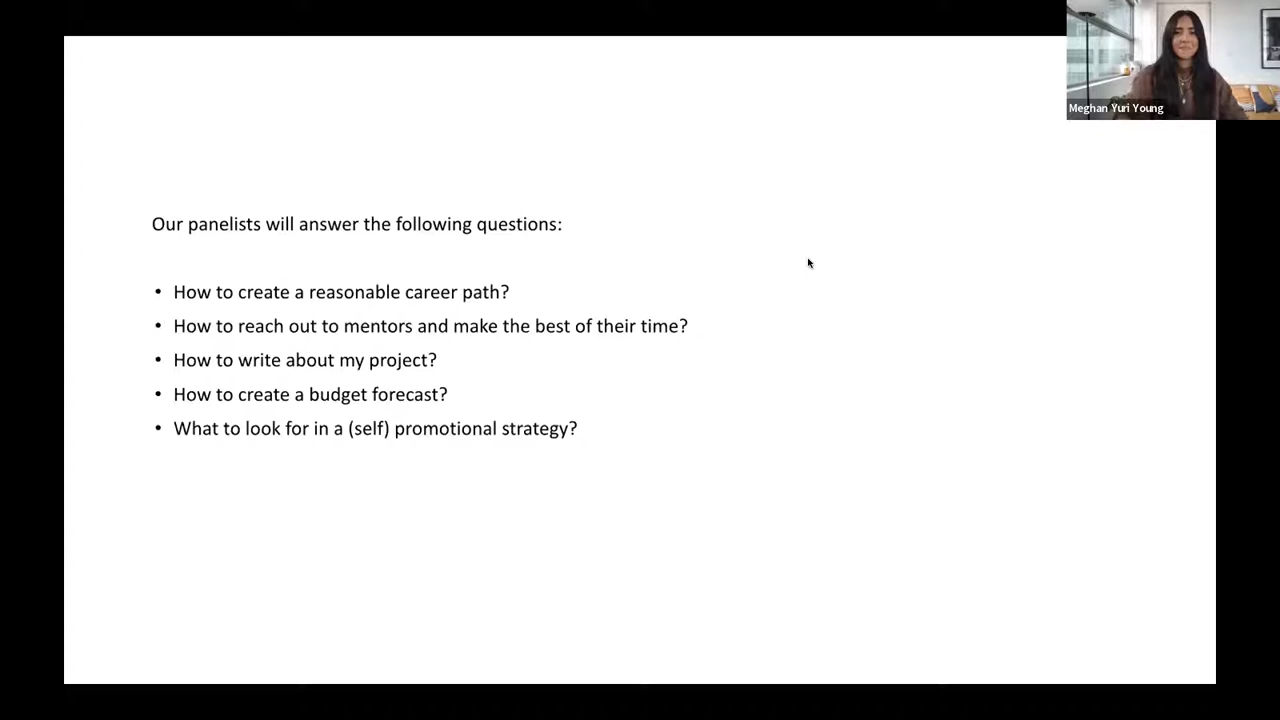 Meghan Yuri Young
Our panelists will answer the following questions:
• How to create a reasonable career path?
• How to reach out to mentors and make the best of their time?
• How to write about my project?
• How to create a budget forecast?
• What to look for in a (self) promotional strategy?